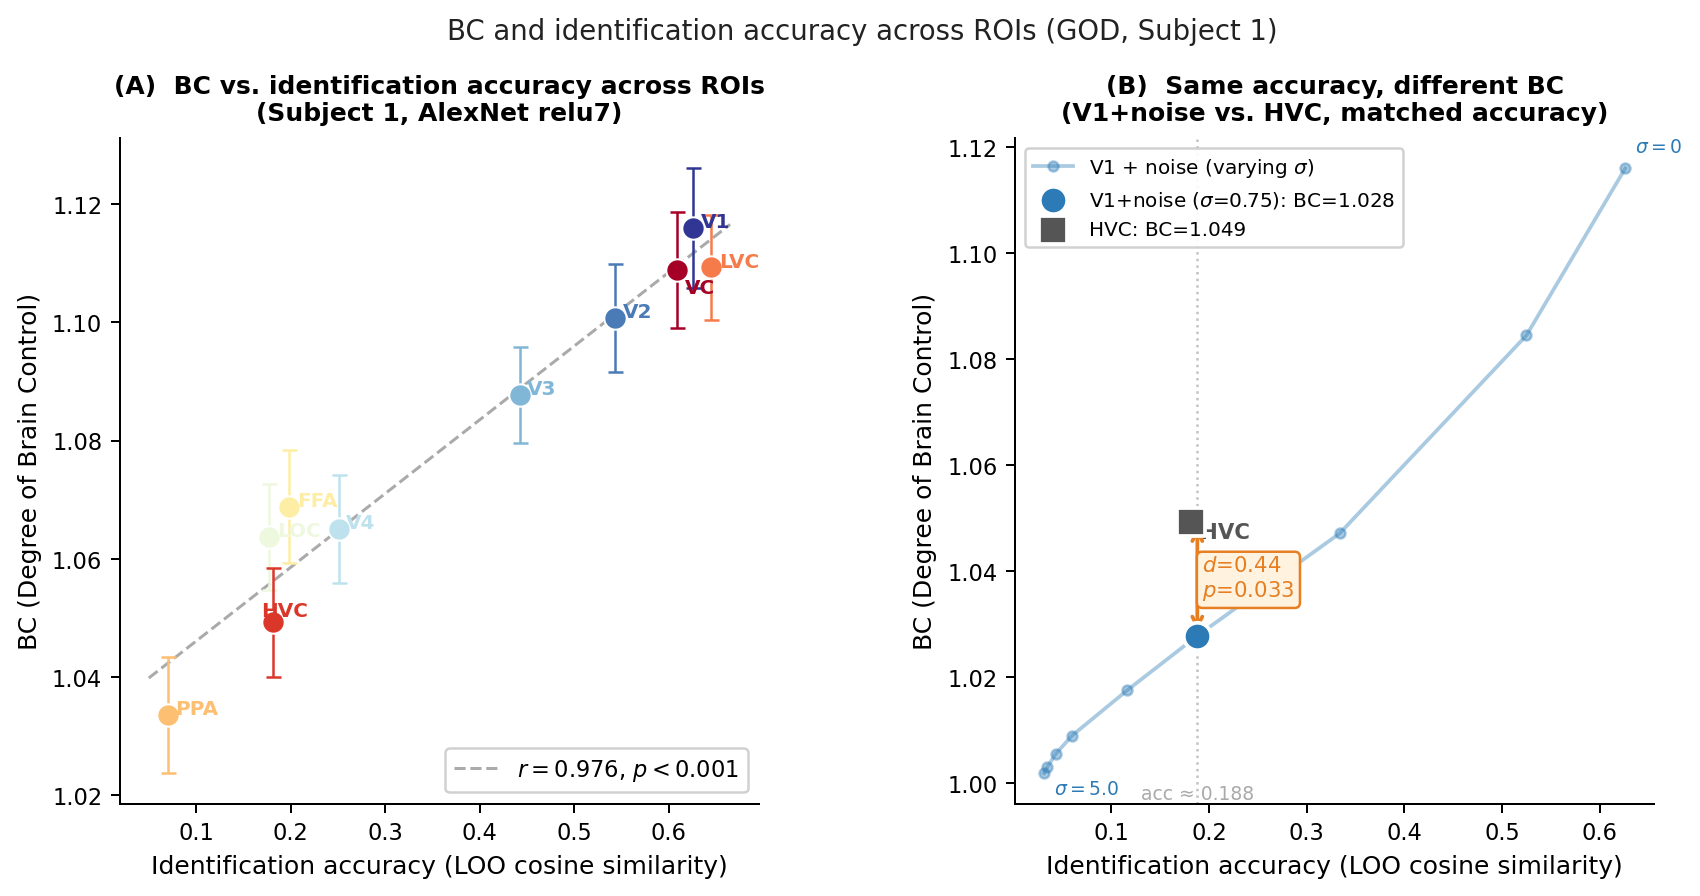 BC and identification accuracy across ROIs (GOD, Subject 1)
(A)  BC vs. identification accuracy across ROIs
(Subject 1, AlexNet relu7)
BC (Degree of Brain Control)
1.12
1.10
1.08
1.06
1.04
1.02
V1
LVC
VC
V2
V3
FFA
LOC
V4
HVC
PPA
r = 0.976, p < 0.001
0.1
0.2
0.3
0.4
0.5
0.6
Identification accuracy (LOO cosine similarity)
(B)  Same accuracy, different BC
(V1+noise vs. HVC, matched accuracy)
BC (Degree of Brain Control)
1.12
1.10
1.08
1.06
1.04
1.02
1.00
V1 + noise (varying σ)
V1+noise (σ=0.75): BC=1.028
HVC: BC=1.049
σ = 0
HVC
d=0.44
p=0.033
σ = 5.0
acc ≈ 0.188
0.1
0.2
0.3
0.4
0.5
0.6
Identification accuracy (LOO cosine similarity)